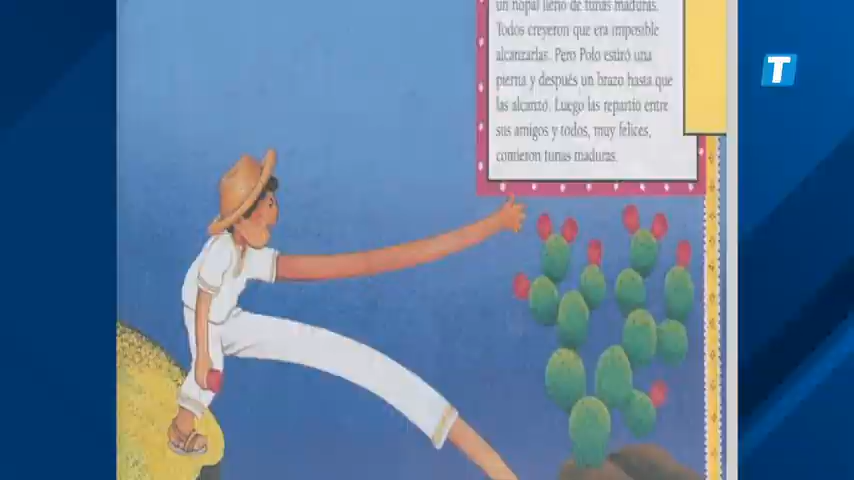 un nopal lleno de tunas maduras.
Todos creyeron que era imposible
alcanzarlas. Pero Polo estiró una
pierna y después un brazo hasta que
las alcanzó. Luego las repartió entre
sus amigos y todos, muy felices,
comieron tunas maduras.
T